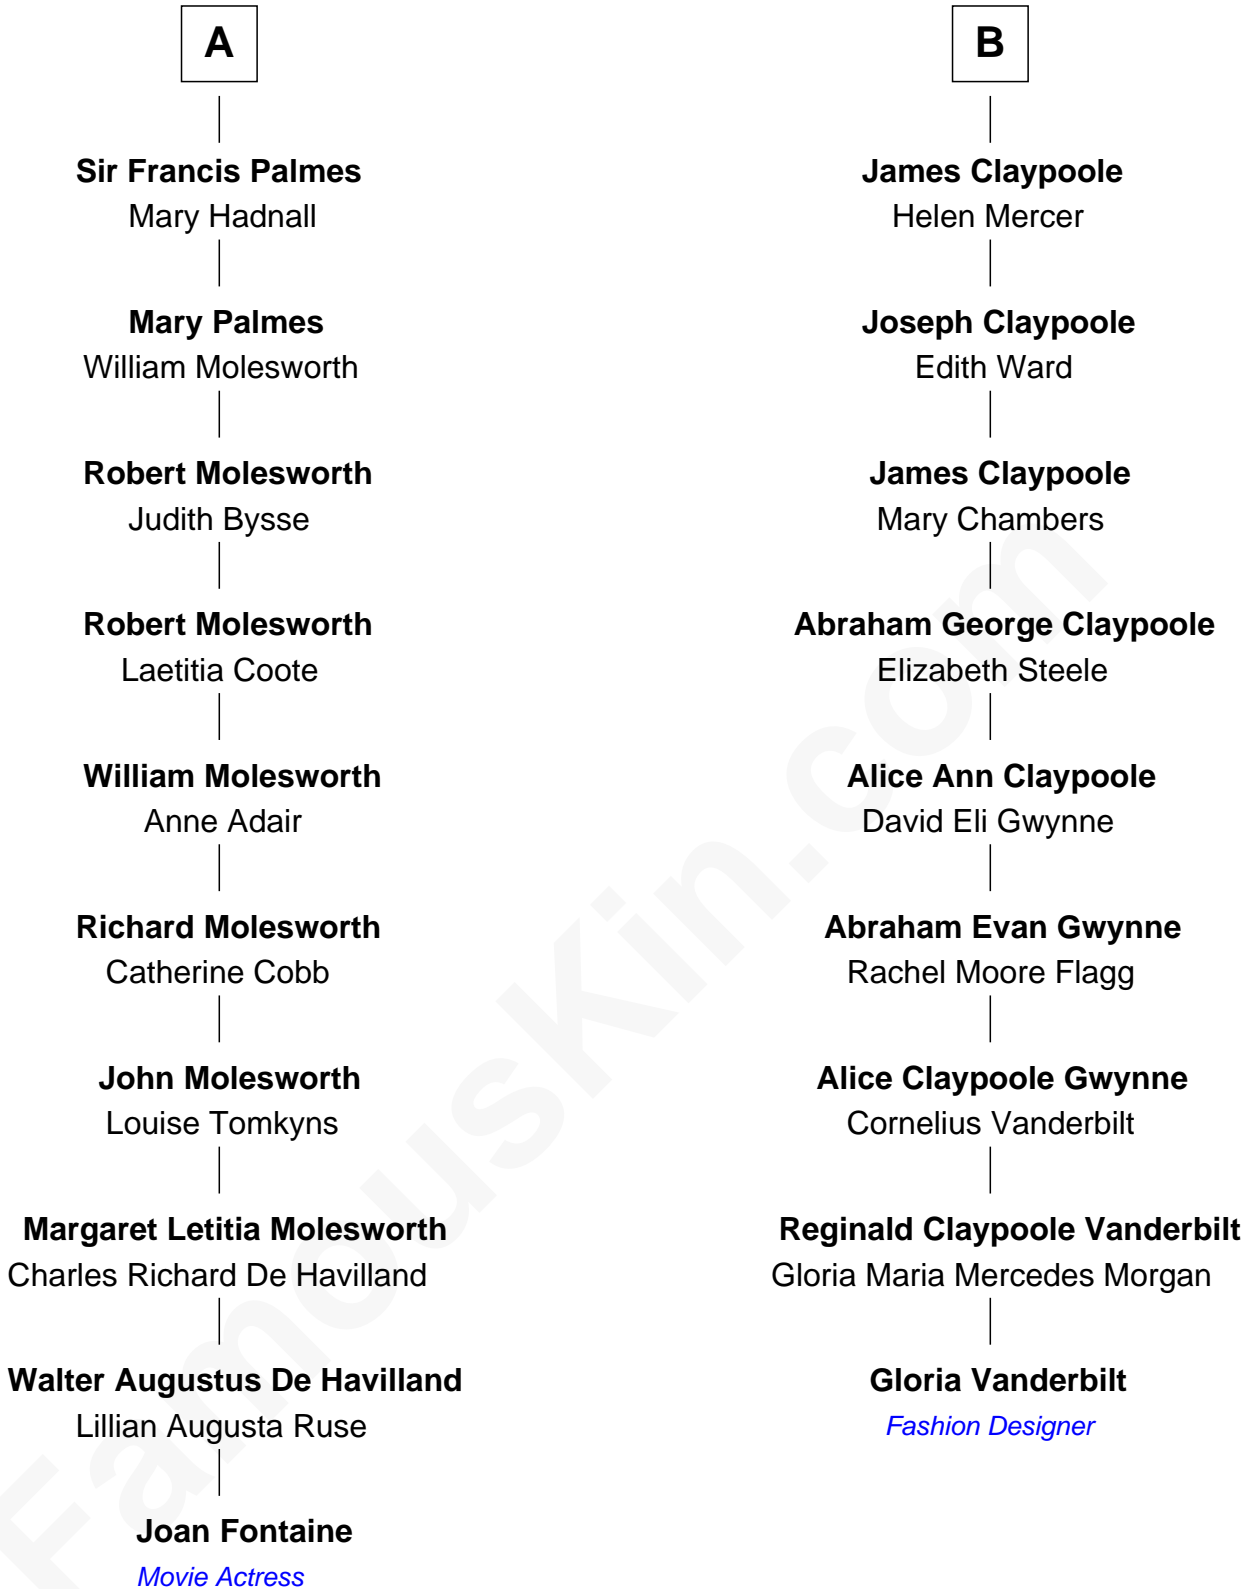 A
Sir Francis Palmes
Mary Hadnall
Mary Palmes
William Molesworth
Robert Molesworth
Judith Bysse
Robert Molesworth
Laetitia Coote
William Molesworth
Anne Adair
Richard Molesworth
Catherine Cobb
John Molesworth
Louise Tomkyns
Margaret Letitia Molesworth
Charles Richard De Havilland
Walter Augustus De Havilland
Lillian Augusta Ruse
Joan Fontaine
Movie Actress
B
James Claypoole
Helen Mercer
Joseph Claypoole
Edith Ward
James Claypoole
Mary Chambers
Abraham George Claypoole
Elizabeth Steele
Alice Ann Claypoole
David Eli Gwynne
Abraham Evan Gwynne
Rachel Moore Flagg
Alice Claypoole Gwynne
Cornelius Vanderbilt
Reginald Claypoole Vanderbilt
Gloria Maria Mercedes Morgan
Gloria Vanderbilt
Fashion Designer
FamousKin.com